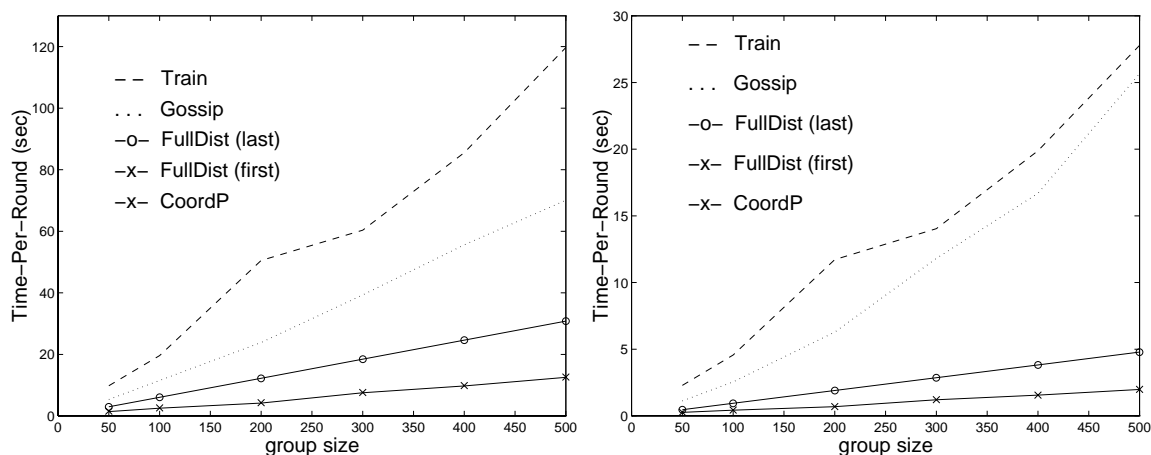 120
100
80
60
40
20
0
Time–Per–Round (sec)
– – Train
. . . Gossip
–o– FullDist (last)
–x– FullDist (first)
–x– CoordP
0 50 100 150 200 250 300 350 400 450 500
group size
30
25
20
15
10
5
0
Time–Per–Round (sec)
– – Train
. . . Gossip
–o– FullDist (last)
–x– FullDist (first)
–x– CoordP
0 50 100 150 200 250 300 350 400 450 500
group size